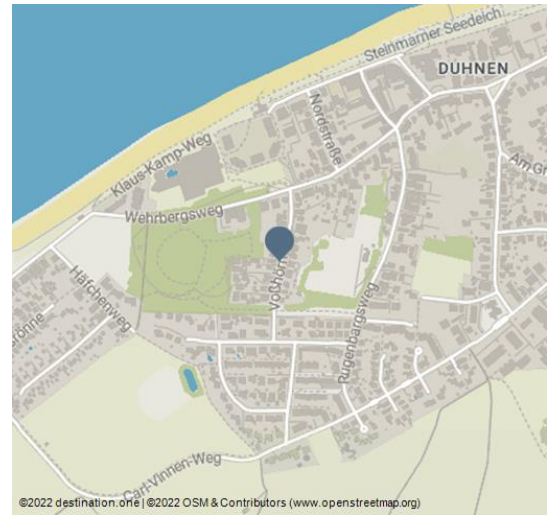 Steinmarner Seedeich
DUHNEN
Nordstraße
Klaus-Kamp-Weg
Am Gr
Wehrbergsweg
Voßhörn
Häfchenweg
Rugenbargsweg
Carl-Vinnen-Weg
©2022 destination.one | ©2022 OSM & Contributors (www.openstreetmap.org)